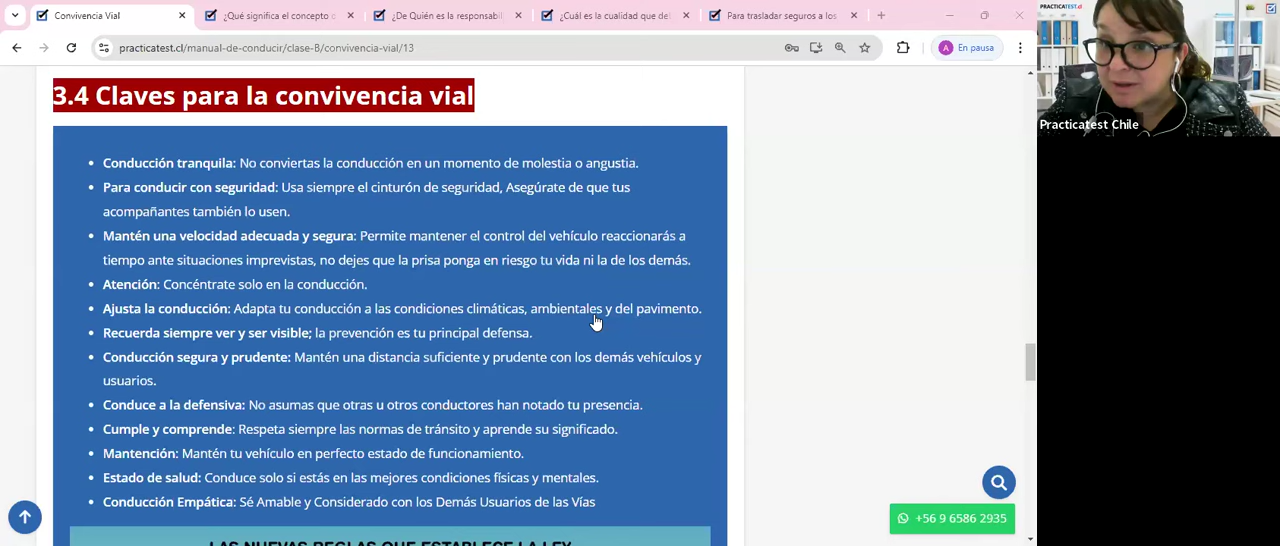 Convivencia Vial
¿Qué significa el concepto d
¿De Quién es la responsabil
¿Cuál es la cualidad que de
Para trasladar seguros a los
practicatest.cl/manual-de-conducir/clase-B/convivencia-vial/13
A En pausa
PRACTICATEST.CL
Practicatest Chile
3.4 Claves para la convivencia vial
• Conducción tranquila: No conviertas la conducción en un momento de molestia o angustia.
• Para conducir con seguridad: Usa siempre el cinturón de seguridad, Asegúrate de que tus
acompañantes también lo usen.
• Mantén una velocidad adecuada y segura: Permite mantener el control del vehículo reaccionarás a
tiempo ante situaciones imprevistas, no dejes que la prisa ponga en riesgo tu vida ni la de los demás.
• Atención: Concéntrate solo en la conducción.
• Ajusta la conducción: Adapta tu conducción a las condiciones climáticas, ambientales y del pavimento.
• Recuerda siempre ver y ser visible; la prevención es tu principal defensa.
• Conducción segura y prudente: Mantén una distancia suficiente y prudente con los demás vehículos y
usuarios.
• Conduce a la defensiva: No asumas que otras u otros conductores han notado tu presencia.
• Cumple y comprende: Respeta siempre las normas de tránsito y aprende su significado.
• Mantención: Mantén tu vehículo en perfecto estado de funcionamiento.
• Estado de salud: Conduce solo si estás en las mejores condiciones físicas y mentales.
• Conducción Empática: Sé Amable y Considerado con los Demás Usuarios de las Vías
+56 9 6586 2935
LAS NUEVAS REGLAS QUE ESTABLECE LA LEY